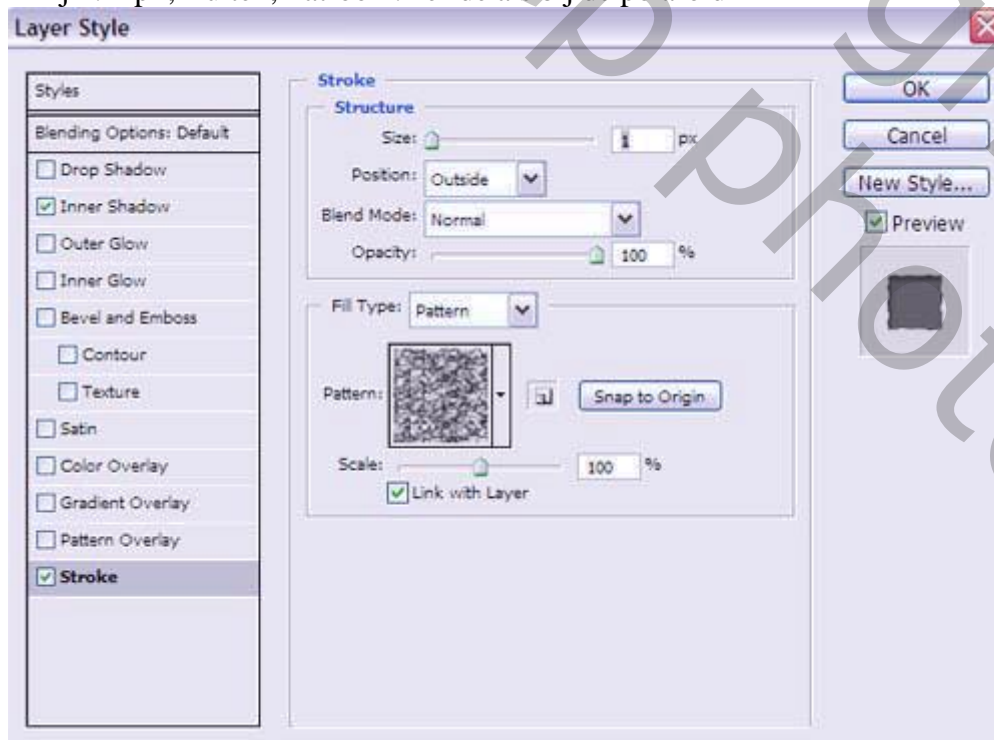 Layer Style
Styles
Blending Options: Default
Drop Shadow
Inner Shadow
Outer Glow
Inner Glow
Bevel and Emboss
Contour
Texture
Satin
Color Overlay
Gradient Overlay
Pattern Overlay
Stroke
Stroke
Structure
Size: 1 px
Position: Outside
Blend Mode: Normal
Opacity: 100 %
Fill Type: Pattern
Pattern: Snap to Origin
Scale: 100 %
Link with Layer
OK
Cancel
New Style...
Preview